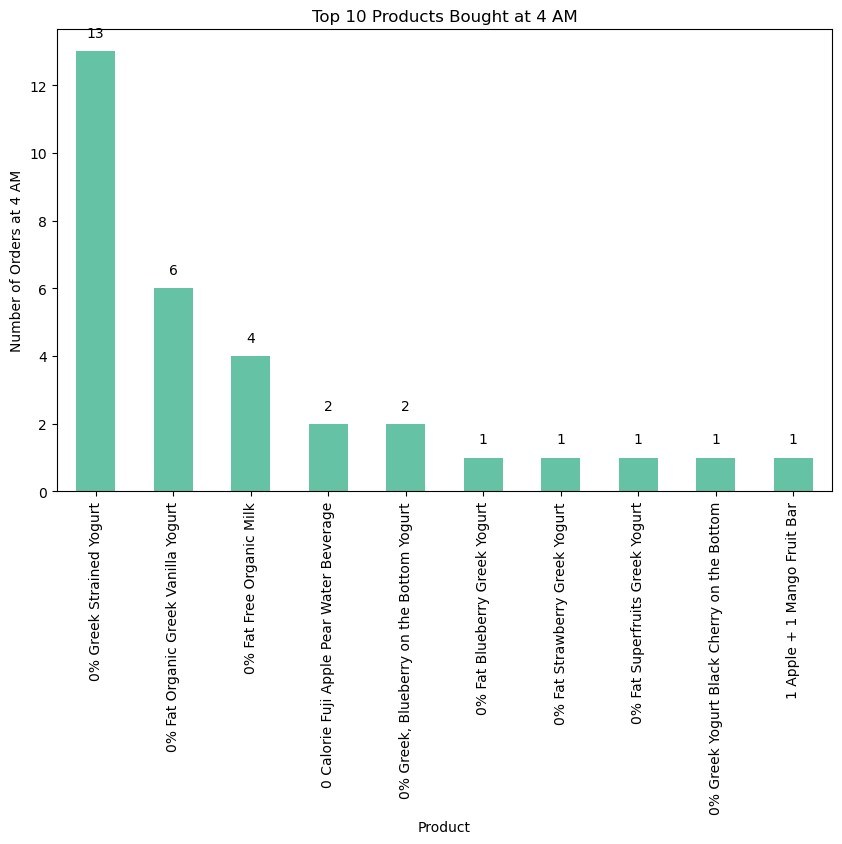 Top 10 Products Bought at 4 AM
Number of Orders at 4 AM
12
10
8
6
4
2
0
13
6
4
2
2
1
1
1
1
1
0% Greek Strained Yogurt
0% Fat Organic Greek Vanilla Yogurt
0% Fat Free Organic Milk
0 Calorie Fuji Apple Pear Water Beverage
0% Greek, Blueberry on the Bottom Yogurt
0% Fat Blueberry Greek Yogurt
0% Fat Strawberry Greek Yogurt
0% Fat Superfruits Greek Yogurt
0% Greek Yogurt Black Cherry on the Bottom
1 Apple + 1 Mango Fruit Bar
Product